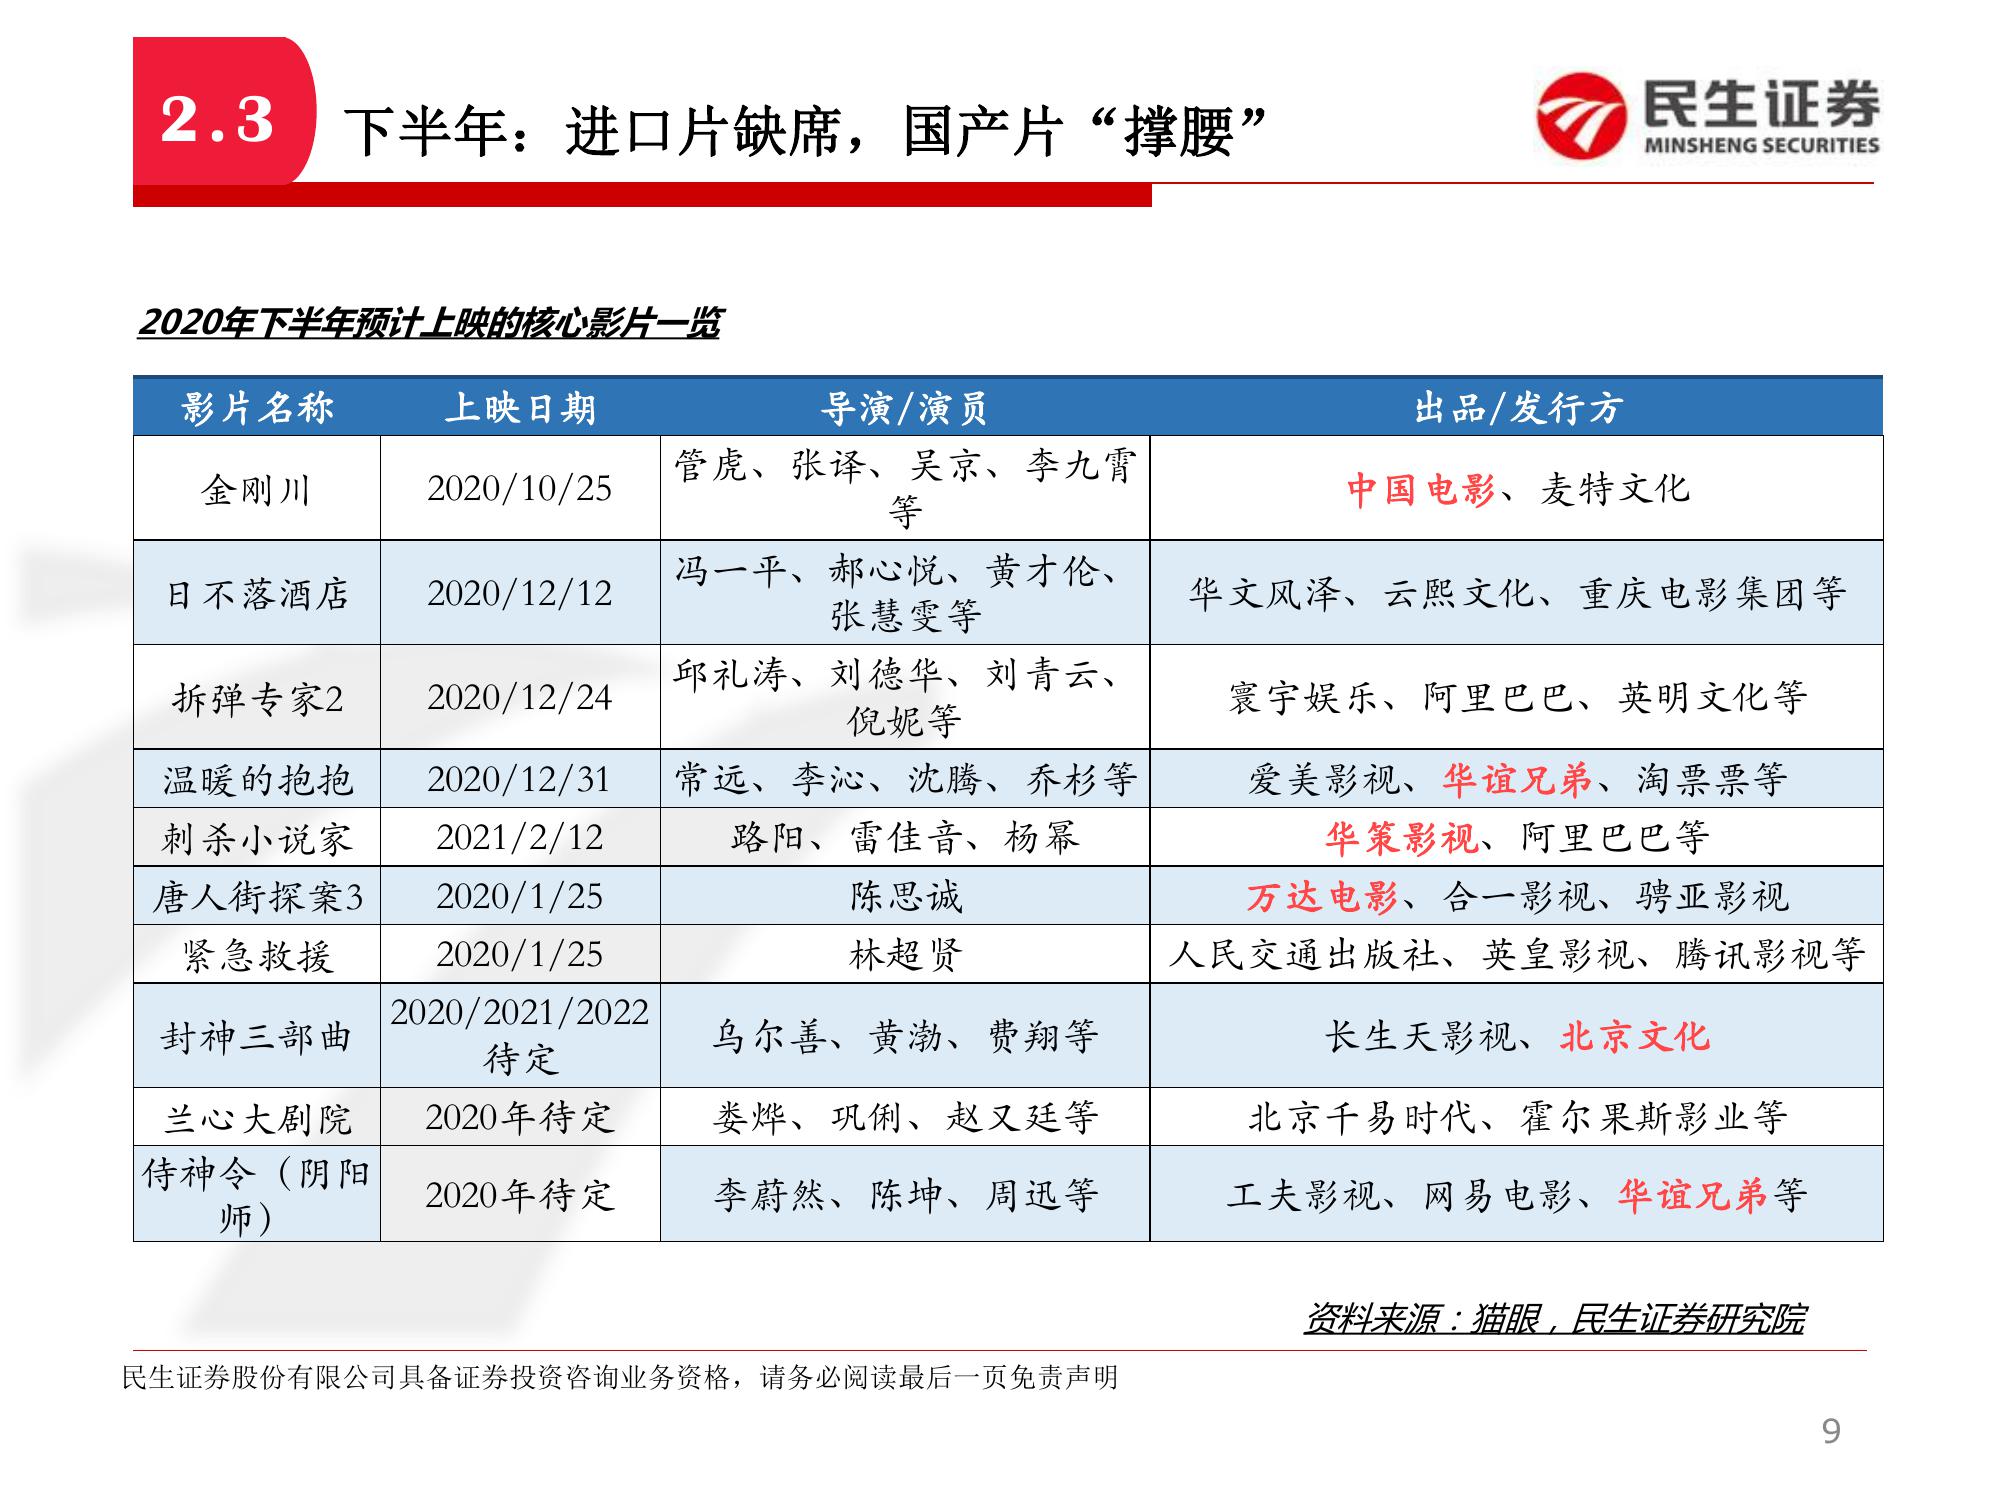 2.3
下半年：进口片缺席，国产片“撑腰”
民生证券
MINSHENG SECURITIES
2020年下半年预计上映的核心影片一览
影片名称 上映日期 导演/演员 出品/发行方
金刚川 2020/10/25 管虎、张译、吴京、李九霄
等 中国电影、麦特文化
日不落酒店 2020/12/12 冯一平、郝心悦、黄才伦、
张慧雯等 华文风泽、云熙文化、重庆电影集团等
拆弹专家2 2020/12/24 邱礼涛、刘德华、刘青云、
倪妮等 寰宇娱乐、阿里巴巴、英明文化等
温暖的抱抱 2020/12/31 常远、李沁、沈腾、乔杉等 爱美影视、华谊兄弟、淘票票等
刺杀小说家 2021/2/12 路阳、雷佳音、杨幂 华策影视、阿里巴巴等
唐人街探案3 2020/1/25 陈思诚 万达电影、合一影视、骋亚影视
紧急救援 2020/1/25 林超贤 人民交通出版社、英皇影视、腾讯影视等
封神三部曲 2020/2021/2022
待定 乌尔善、黄渤、费翔等 长生天影视、北京文化
兰心大剧院 2020年待定 娄烨、巩俐、赵又廷等 北京千易时代、霍尔果斯影业等
侍神令（阴阳
师） 2020年待定 李蔚然、陈坤、周迅等 工夫影视、网易电影、华谊兄弟等
资料来源：猫眼，民生证券研究院
民生证券股份有限公司具备证券投资咨询业务资格，请务必阅读最后一页免责声明
9